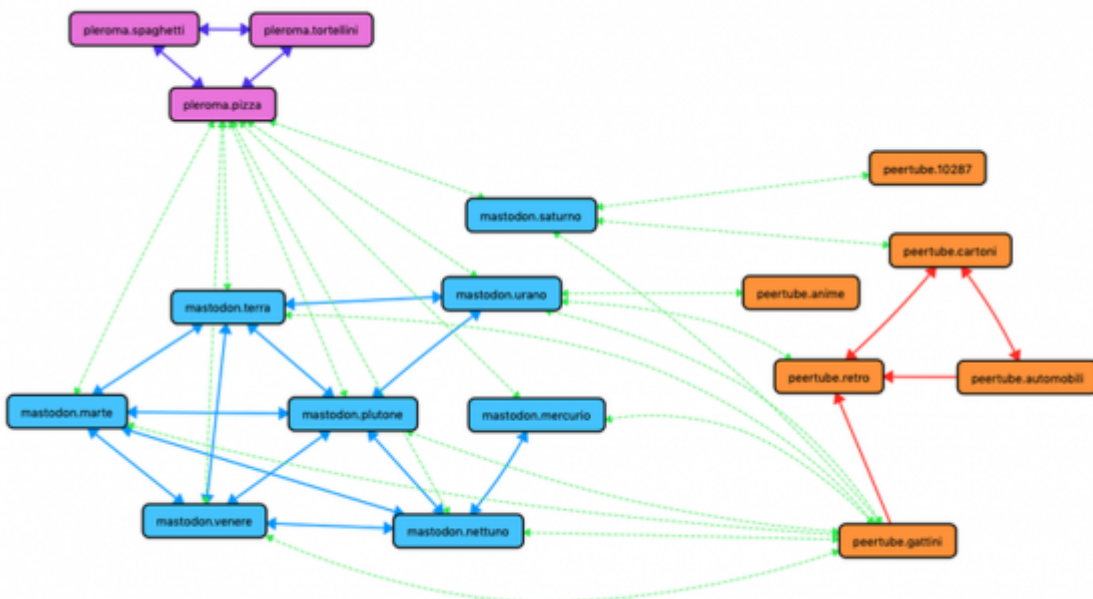 pleroma.spaghetti
pleroma.tortellini
pleroma.pizza
peertube.10287
mastodon.saturno
peertube.cartoni
mastodon.terra
mastodon.urano
peertube.anime
peertube.retro
peertube.automobili
mastodon.marte
mastodon.plutone
mastodon.mercurio
mastodon.venere
mastodon.nettuno
peertube.gattini